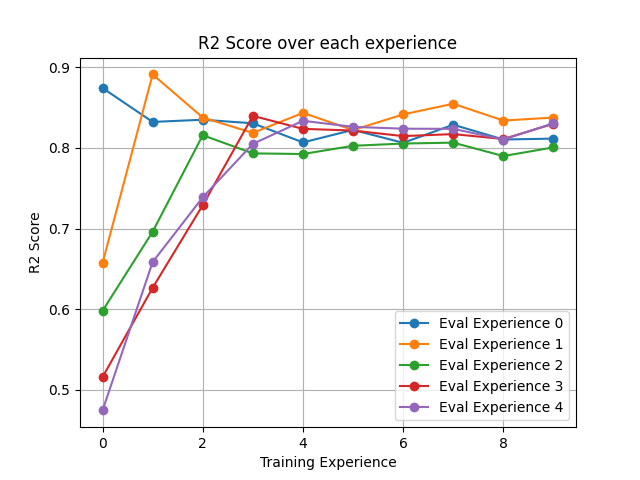 R2 Score over each experience
0.9
0.8
0.7
0.6
0.5
R2 Score
0
2
4
6
8
Training Experience
Eval Experience 0
Eval Experience 1
Eval Experience 2
Eval Experience 3
Eval Experience 4